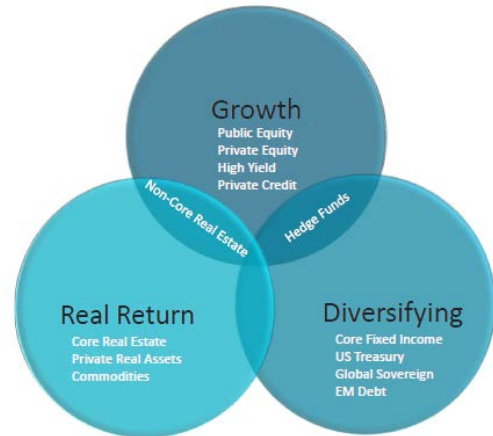 Growth
Public Equity
Private Equity
High Yield
Private Credit
Non-Core Real Estate
Hedge Funds
Real Return
Core Real Estate
Private Real Assets
Commodities
Diversifying
Core Fixed Income
US Treasury
Global Sovereign
EM Debt